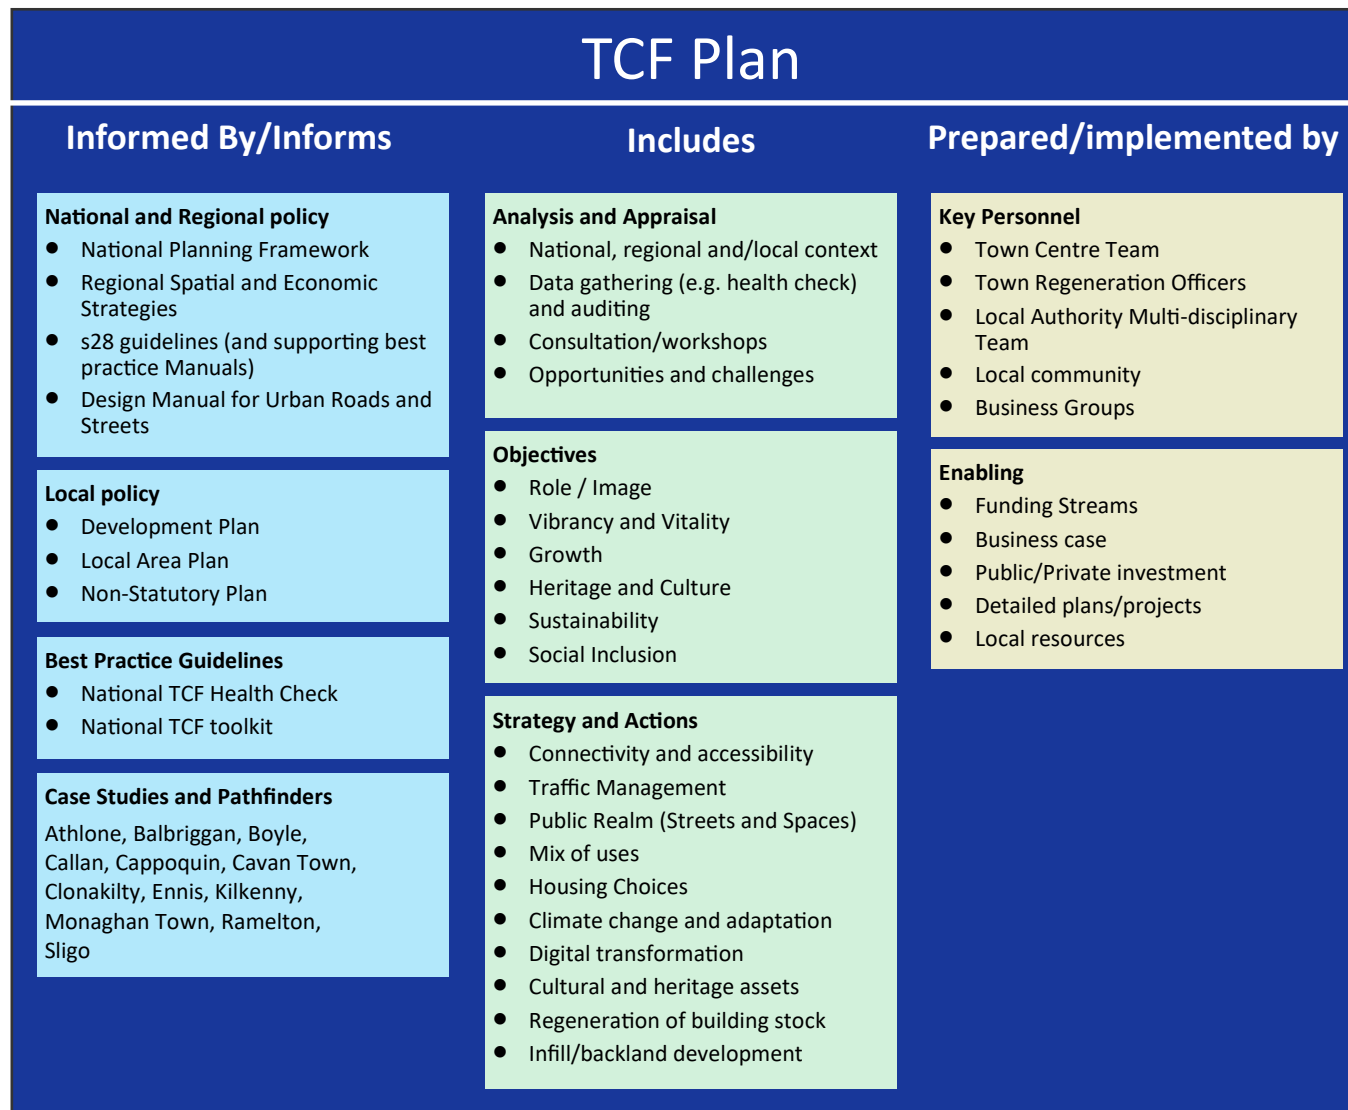 TCF Plan
Informed By/Informs
National and Regional policy
● National Planning Framework
● Regional Spatial and Economic
Strategies
● s28 guidelines (and supporting best
practice Manuals)
● Design Manual for Urban Roads and
Streets
Local policy
● Development Plan
● Local Area Plan
● Non-Statutory Plan
Best Practice Guidelines
● National TCF Health Check
● National TCF toolkit
Case Studies and Pathfinders
Athlone, Balbriggan, Boyle,
Callan, Cappoquin, Cavan Town,
Clonakilty, Ennis, Kilkenny,
Monaghan Town, Ramelton,
Sligo
Includes
Analysis and Appraisal
● National, regional and/local context
● Data gathering (e.g. health check)
and auditing
● Consultation/workshops
● Opportunities and challenges
Objectives
● Role / Image
● Vibrancy and Vitality
● Growth
● Heritage and Culture
● Sustainability
● Social Inclusion
Strategy and Actions
● Connectivity and accessibility
● Traffic Management
● Public Realm (Streets and Spaces)
● Mix of uses
● Housing Choices
● Climate change and adaptation
● Digital transformation
● Cultural and heritage assets
● Regeneration of building stock
● Infill/backland development
Prepared/implemented by
Key Personnel
● Town Centre Team
● Town Regeneration Officers
● Local Authority Multi-disciplinary
Team
● Local community
● Business Groups
Enabling
● Funding Streams
● Business case
● Public/Private investment
● Detailed plans/projects
● Local resources